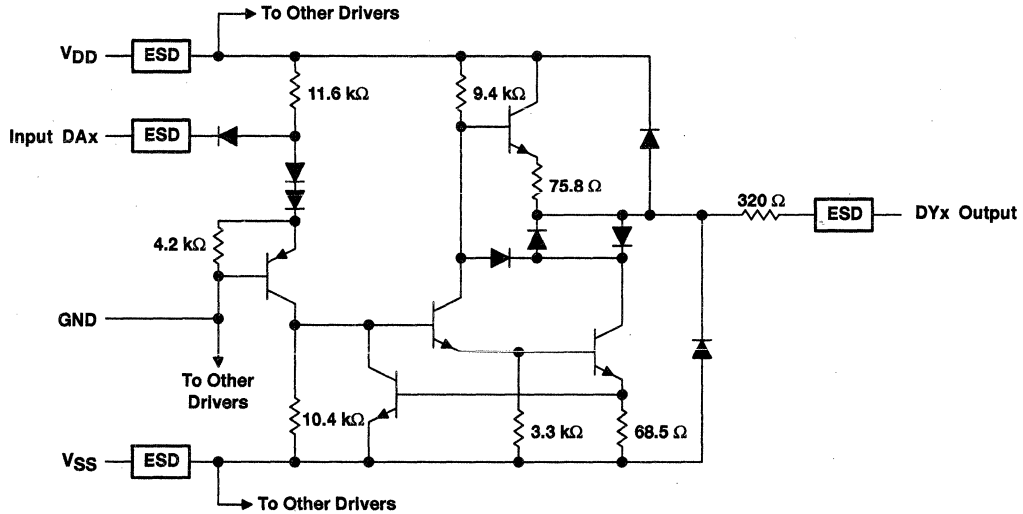 To Other Drivers
VDD
ESD
11.6 kΩ
9.4 kΩ
Input DAx
ESD
75.8 Ω
320 Ω
ESD
DYx Output
4.2 kΩ
GND
To Other
Drivers
10.4 kΩ
3.3 kΩ
68.5 Ω
VSS
ESD
To Other Drivers